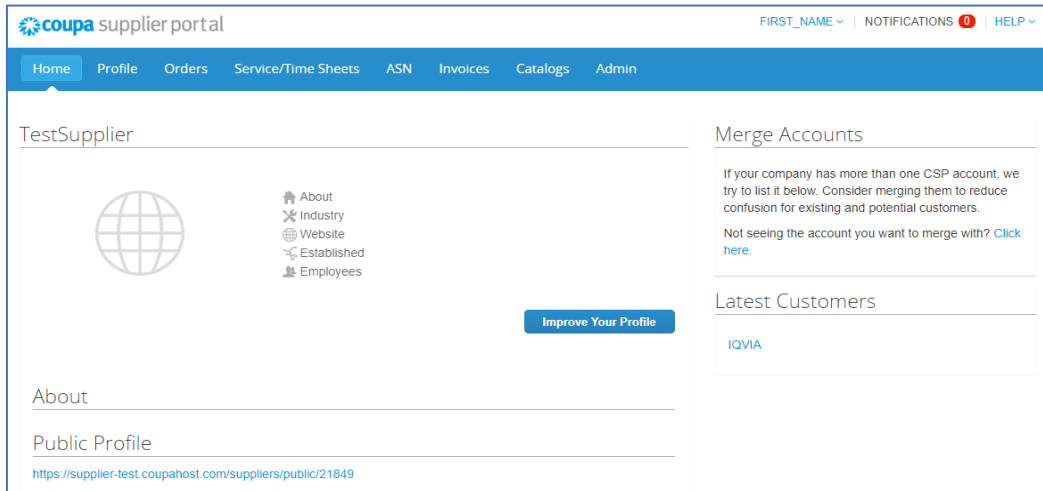 coupa supplier portal
FIRST_NAME NOTIFICATIONS 0 HELP
Home Profile Orders Service/Time Sheets ASN Invoices Catalogs Admin
TestSupplier
About
Industry
Website
Established
Employees
Improve Your Profile
About
Public Profile
https://supplier-test.coupahost.com/suppliers/public/21849
Merge Accounts
If your company has more than one CSP account, we
try to list it below. Consider merging them to reduce
confusion for existing and potential customers.
Not seeing the account you want to merge with? Click
here.
Latest Customers
IQVIA